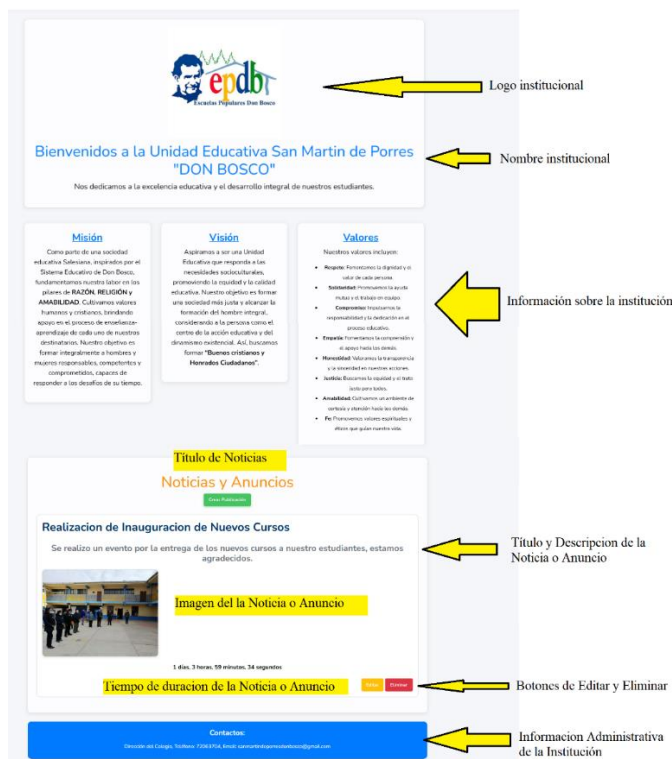 epdb
Escuelas Populares Don Bosco
Logo institucional
Bienvenidos a la Unidad Educativa San Martin de Porres
"DON BOSCO"
Nombre institucional
Nos dedicamos a la excelencia educativa y el desarrollo integral de nuestros estudiantes.
Misión
Como parte de una sociedad
educativa Salesiana, inspirados por el
Sistema Educativo de Don Bosco,
fundamentamos nuestra labor en los
pilares de RAZÓN, RELIGIÓN y
AMABILIDAD. Cultivamos valores
humanos y cristianos, brindando
apoyo en el proceso de enseñanza-
aprendizaje de cada uno de nuestros
destinatarios. Nuestro objetivo es
formar integralmente a hombres y
mujeres responsables, competentes y
comprometidos, capaces de
responder a los desafíos de su tiempo.
Visión
Aspiramos a ser una Unidad
Educativa que responda a las
necesidades socioculturales,
promoviendo la equidad y la calidad
educativa. Nuestro objetivo es formar
una sociedad más justa y alcanzar la
formación del hombre integral,
considerando a la persona como el
centro de la acción educativa y del
dinamismo existencial. Así, buscamos
formar "Buenos cristianos y
Honrados Ciudadanos".
Valores
Nuestros valores incluyen:
• Respeto: Fomentamos la dignidad y el
valor de cada persona.
• Solidaridad: Promovemos la ayuda
mutua y el trabajo en equipo.
• Compromiso: Impulsamos la
responsabilidad y la dedicación en el
proceso educativo.
• Empatía: Fomentamos la comprensión y
el apoyo hacia los demás.
• Honestidad: Valoramos la transparencia
y la sinceridad en nuestras acciones.
• Justicia: Buscamos la equidad y el trato
justo para todos.
• Amabilidad: Cultivamos un ambiente de
cortesía y atención hacia los demás.
• Fe: Promovemos valores espirituales y
éticos que guían nuestra vida.
Información sobre la institución
Título de Noticias
Noticias y Anuncios
Crear Publicación
Realizacion de Inauguracion de Nuevos Cursos
Se realizo un evento por la entrega de los nuevos cursos a nuestro estudiantes, estamos
agradecidos.
Título y Descripcion de la
Noticia o Anuncio
Imagen del la Noticia o Anuncio
1 días, 3 horas, 59 minutos, 34 segundos
Tiempo de duracion de la Noticia o Anuncio
Editar
Eliminar
Botones de Editar y Eliminar
Contactos:
Dirección del Colegio, Teléfono: 72063704, Email: sanmartindeporresdonbosco@gmail.com
Informacion Administrativa
de la Institución